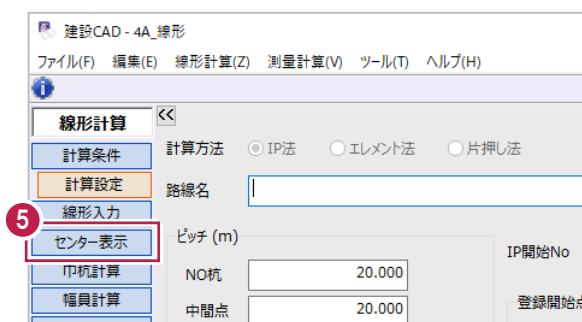 建設CAD - 4A_線形
ファイル(F) 編集(E) 線形計算(Z) 測量計算(V) ツール(T) ヘルプ(H)
線形計算
計算条件
計算設定
線形入力
5
センター表示
巾杭計算
幅員計算
計算方法 IP法 エレメント法 片押し法
路線名
ピッチ (m)
NO杭 20.000
中間点 20.000
IP開始No
登録開始点